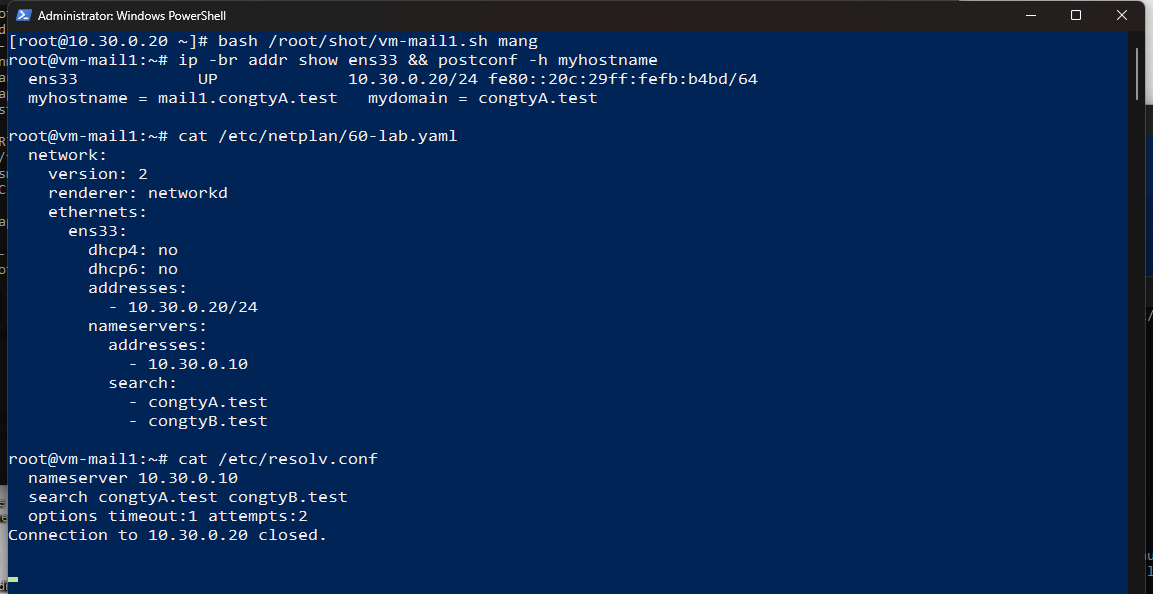 Administrator: Windows PowerShell
[root@10.30.0.20 ~]# bash /root/shot/vm-mail1.sh mang
root@vm-mail1:~# ip -br addr show ens33 && postconf -h myhostname
  ens33            UP             10.30.0.20/24 fe80::20c:29ff:fefb:b4bd/64
  myhostname = mail1.congtyA.test   mydomain = congtyA.test

root@vm-mail1:~# cat /etc/netplan/60-lab.yaml
  network:
    version: 2
    renderer: networkd
    ethernets:
      ens33:
        dhcp4: no
        dhcp6: no
        addresses:
          - 10.30.0.20/24
        nameservers:
          addresses:
            - 10.30.0.10
          search:
            - congtyA.test
            - congtyB.test

root@vm-mail1:~# cat /etc/resolv.conf
  nameserver 10.30.0.10
  search congtyA.test congtyB.test
  options timeout:1 attempts:2
Connection to 10.30.0.20 closed.